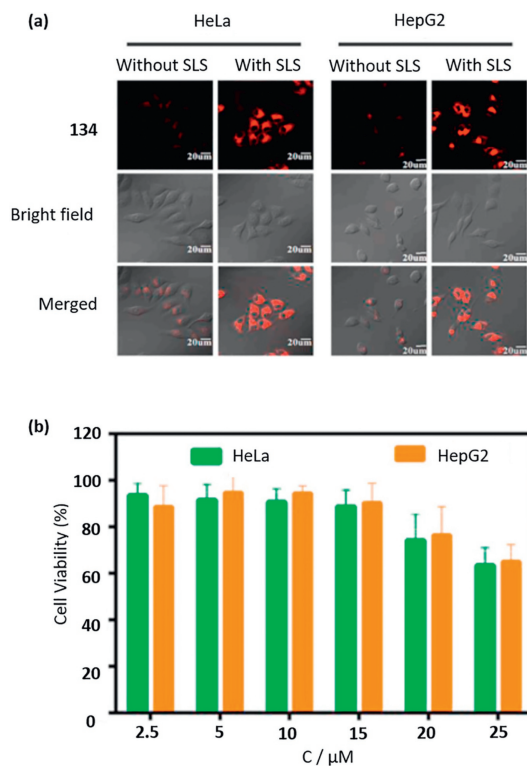 (a)
HeLa HepG2
Without SLS With SLS Without SLS With SLS
134
20um 20um 20um 20um
Bright field
20um 20um 20um 20um
Merged
20um 20um 20um 20um
(b)
120
HeLa HepG2
100
80
60
40
20
0
Cell Viability (%)
2.5 5 10 15 20 25
C / μM